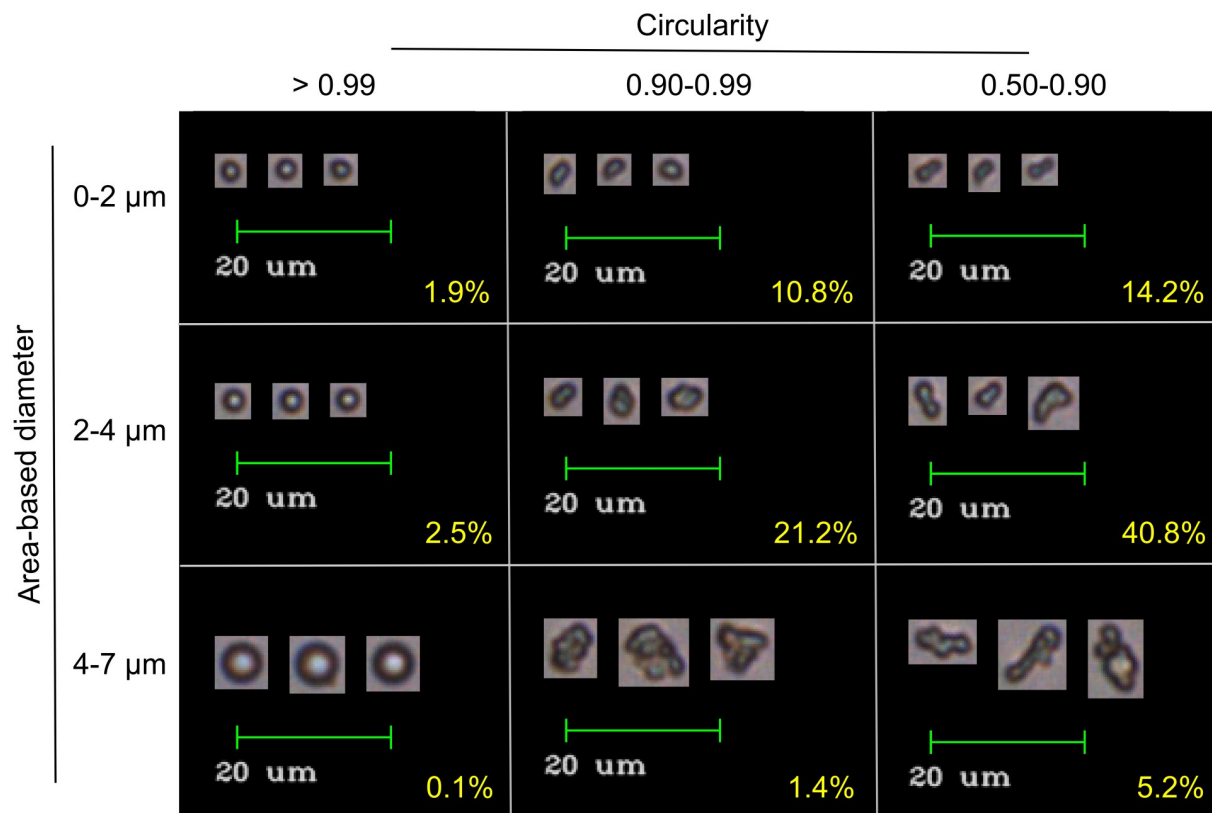 Circularity
> 0.99
0.90-0.99
0.50-0.90
Area-based diameter
0-2 µm
20 um
1.9%
20 um
10.8%
20 um
14.2%
2-4 µm
20 um
2.5%
20 um
21.2%
20 um
40.8%
4-7 µm
20 um
0.1%
20 um
1.4%
20 um
5.2%